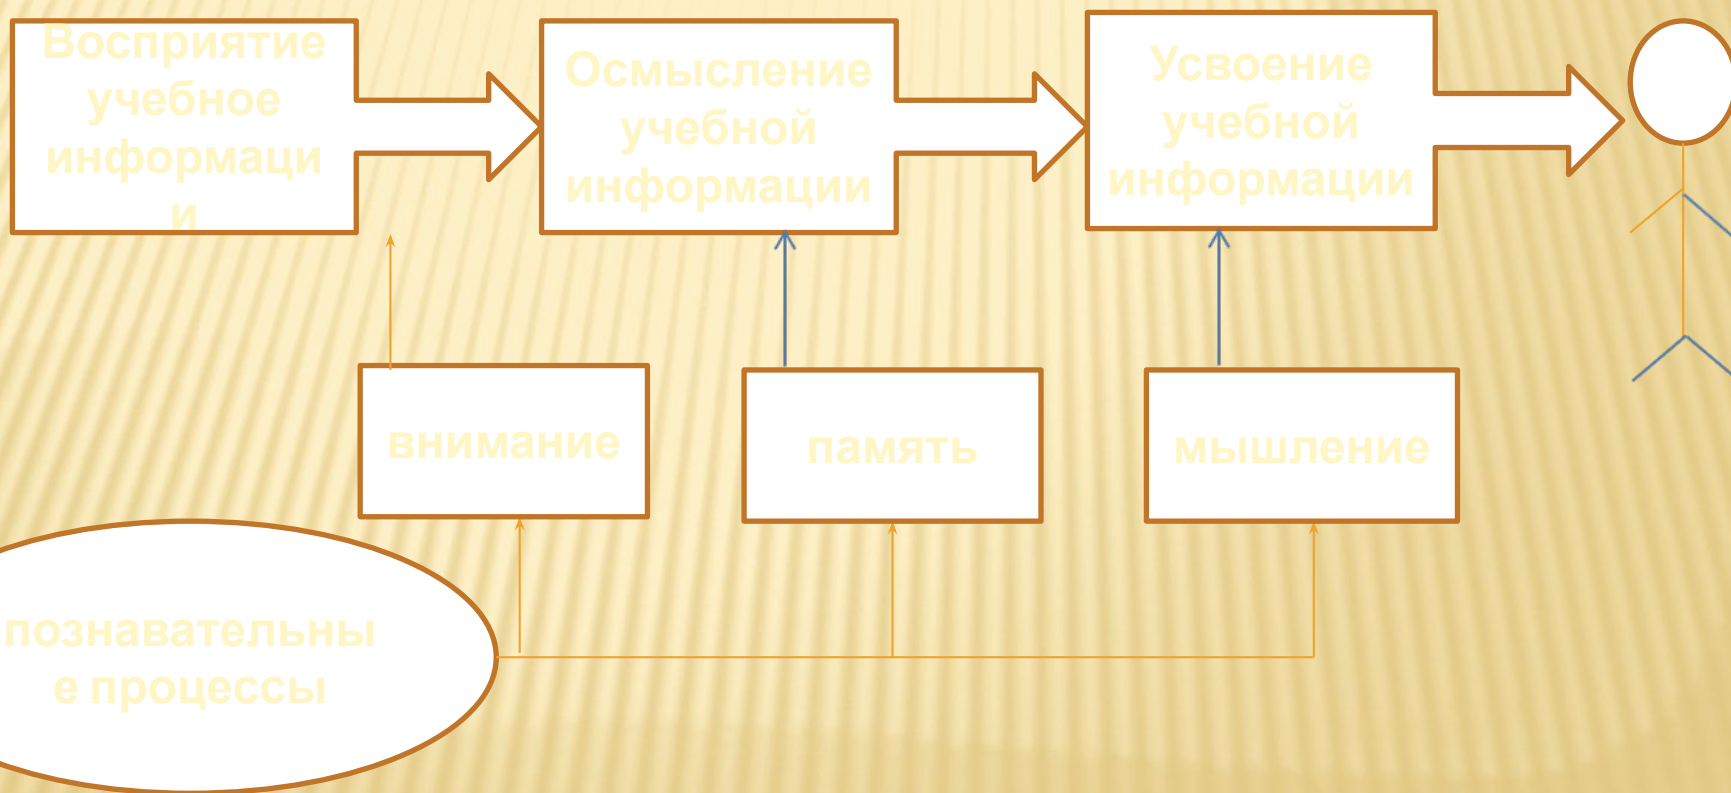 Восприятие
учебное
информаци
и
Осмысление
учебной
информации
Усвоение
учебной
информации
внимание
память
мышление
познавательны
е процессы